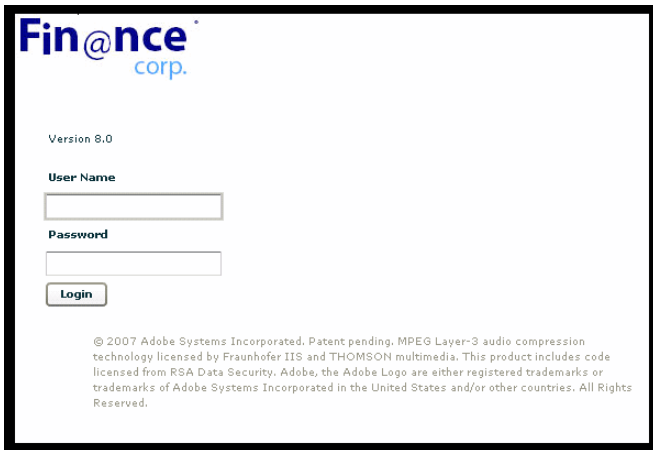 Fin@nce
corp.
Version 8.0
User Name
Password
Login
© 2007 Adobe Systems Incorporated. Patent pending. MPEG Layer-3 audio compression
technology licensed by Fraunhofer IIS and THOMSON multimedia. This product includes code
licensed from RSA Data Security. Adobe, the Adobe Logo are either registered trademarks or
trademarks of Adobe Systems Incorporated in the United States and/or other countries. All Rights
Reserved.